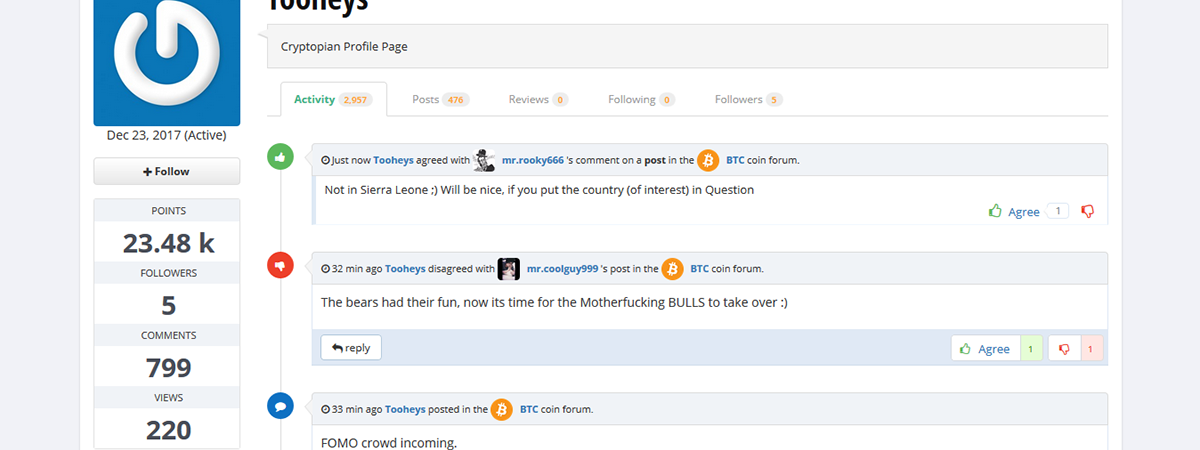 Tooheys
Cryptopian Profile Page
Activity 2,957 Posts 476 Reviews 0 Following 0 Followers 5
Dec 23, 2017 (Active)
+ Follow
POINTS
23.48 k
FOLLOWERS
5
COMMENTS
799
VIEWS
220
Just now Tooheys agreed with mr.rooky666 's comment on a post in the BTC coin forum.
Not in Sierra Leone ;) Will be nice, if you put the country (of interest) in Question
Agree 1
32 min ago Tooheys disagreed with mr.coolguy999 's post in the BTC coin forum.
The bears had their fun, now its time for the Motherfucking BULLS to take over :)
reply Agree 1 1
33 min ago Tooheys posted in the BTC coin forum.
FOMO crowd incoming.